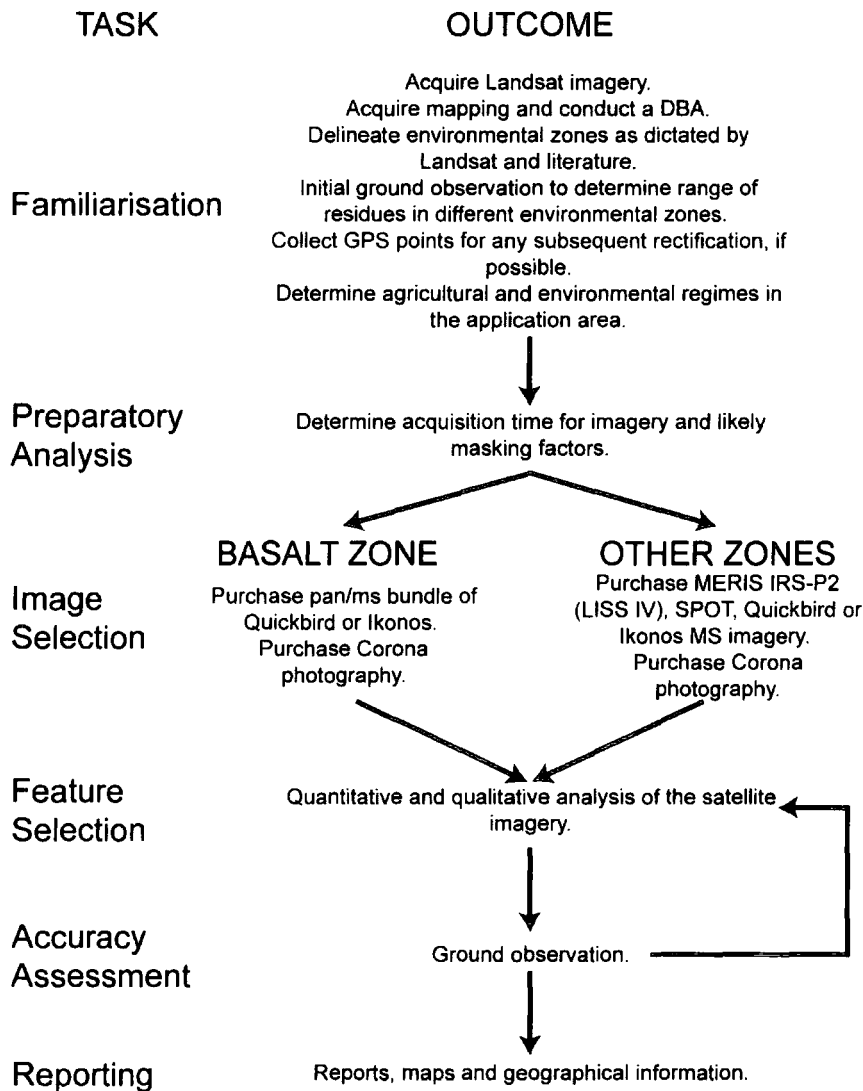 TASK
OUTCOME
Familiarisation
Acquire Landsat imagery.
Acquire mapping and conduct a DBA.
Delineate environmental zones as dictated by
Landsat and literature.
Initial ground observation to determine range of
residues in different environmental zones.
Collect GPS points for any subsequent rectification, if
possible.
Determine agricultural and environmental regimes in
the application area.
Preparatory
Analysis
Determine acquisition time for imagery and likely
masking factors.
Image
Selection
BASALT ZONE
Purchase pan/ms bundle of
Quickbird or Ikonos.
Purchase Corona
photography.
OTHER ZONES
Purchase MERIS IRS-P2
(LISS IV), SPOT, Quickbird or
Ikonos MS imagery.
Purchase Corona
photography.
Feature
Selection
Quantitative and qualitative analysis of the satellite
imagery.
Accuracy
Assessment
Ground observation.
Reporting
Reports, maps and geographical information.